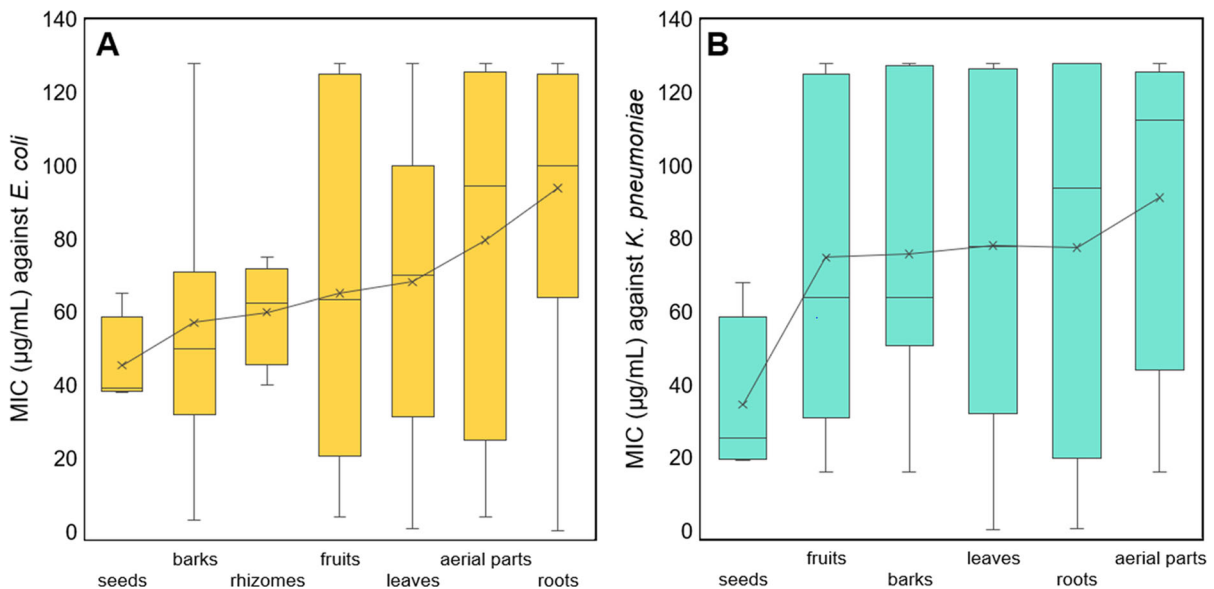 A
MIC (µg/mL) against E. coli
140
120
100
80
60
40
20
0
barks fruits aerial parts
seeds rhizomes leaves roots
B
MIC (µg/mL) against K. pneumoniae
140
120
100
80
60
40
20
0
fruits leaves aerial parts
seeds barks roots